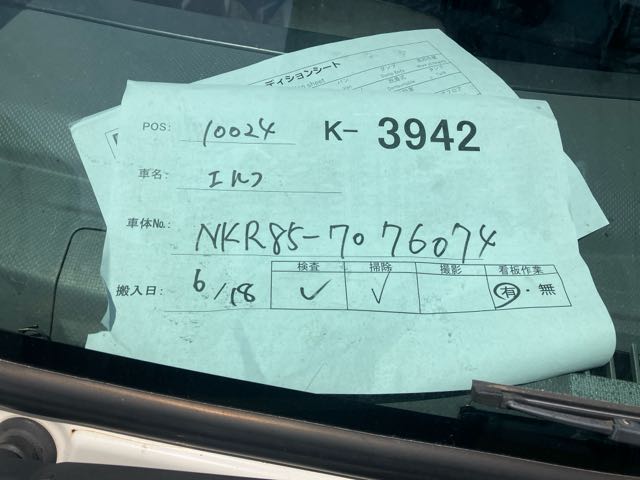 ディションシート
POS: 10024 K- 3942
車名 エルフ
車体No.: NKR85-7076074
検査 掃除 撮影 看板作業
搬入日: 6/18 ✓ ✓ 有・無